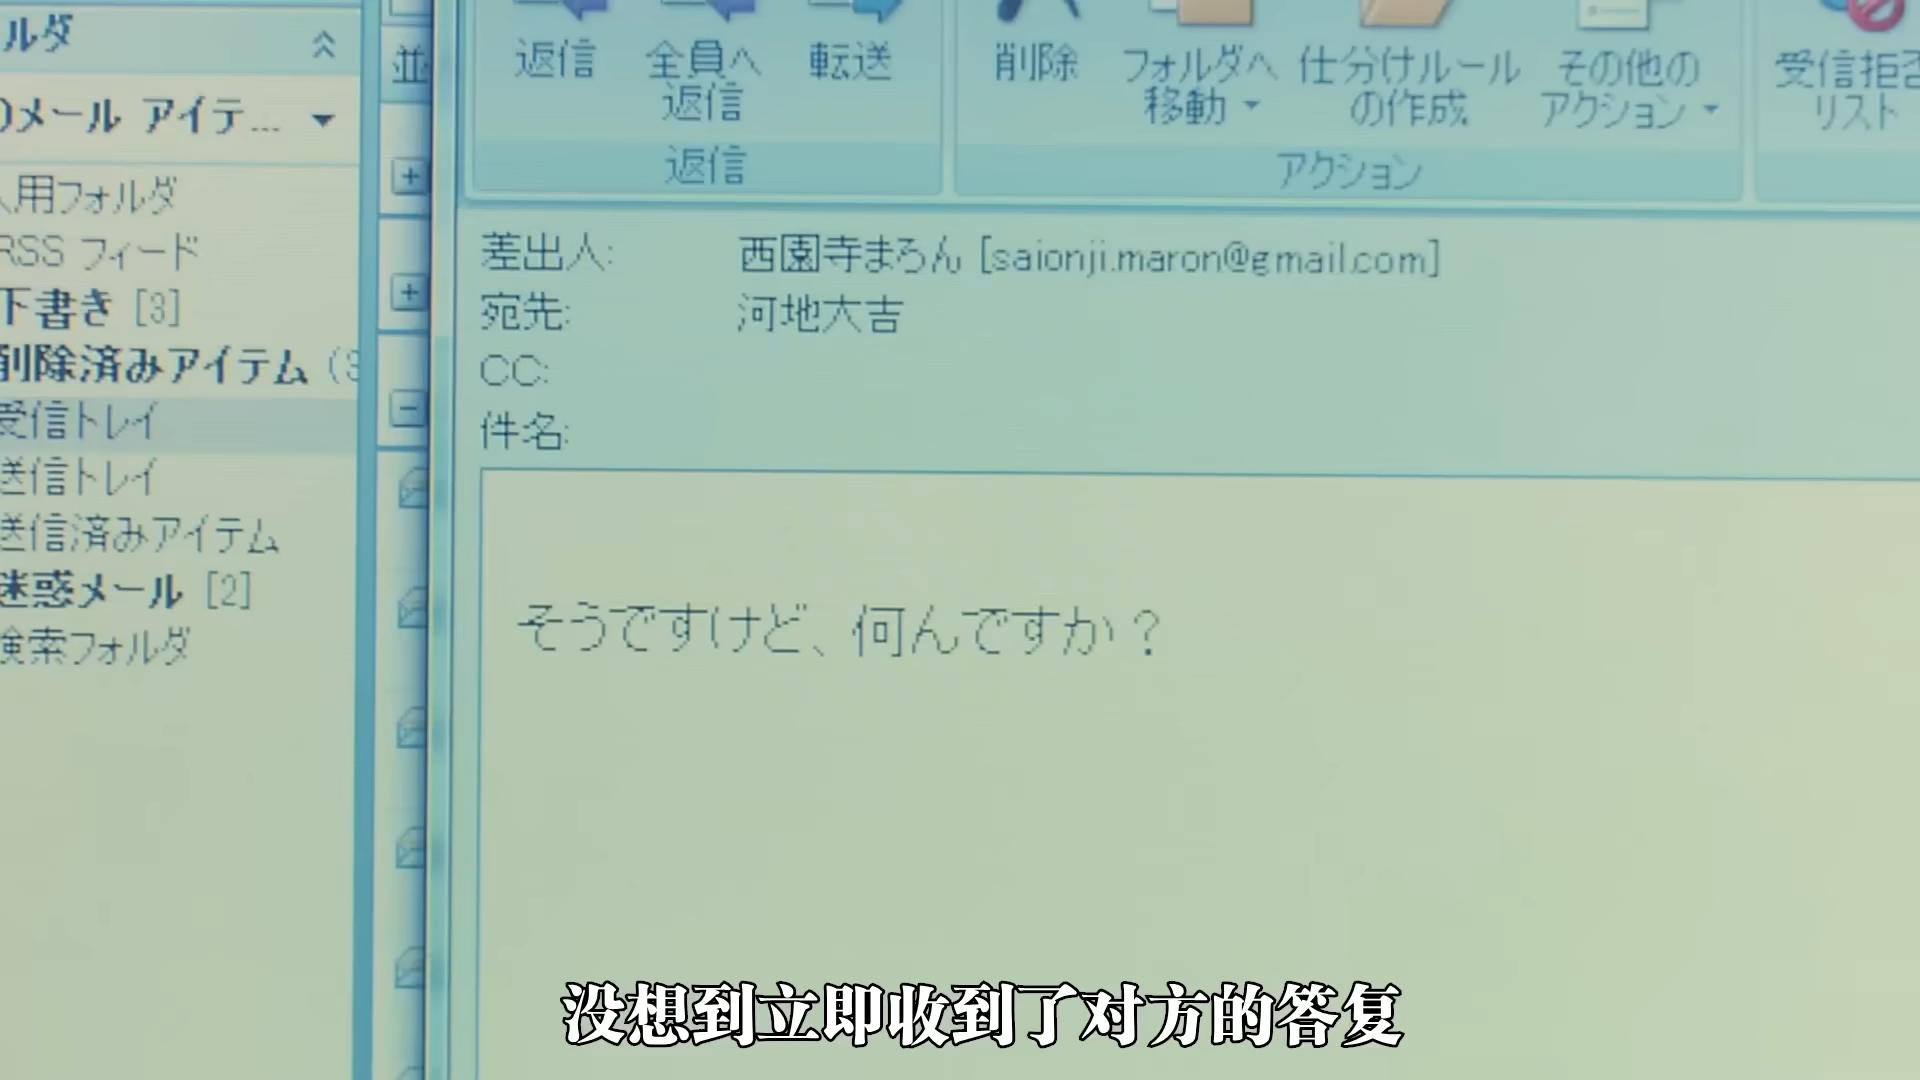 ルダ
メール アイテ...
人用フォルダ
RSS フィード
下書き [3]
削除済みアイテム (3
受信トレイ
送信トレイ
送信済みアイテム
迷惑メール [2]
検索フォルダ
並
返信
全員へ
返信
転送
返信
削除
フォルダへ
移動
仕分けルール
の作成
その他の
アクション
アクション
受信拒否
リスト
差出人: 西園寺まろん [saionji.maron@gmail.com]
宛先: 河地大吉
CC:
件名:
そうですけど、何んですか？
没想到立即收到了对方的答复